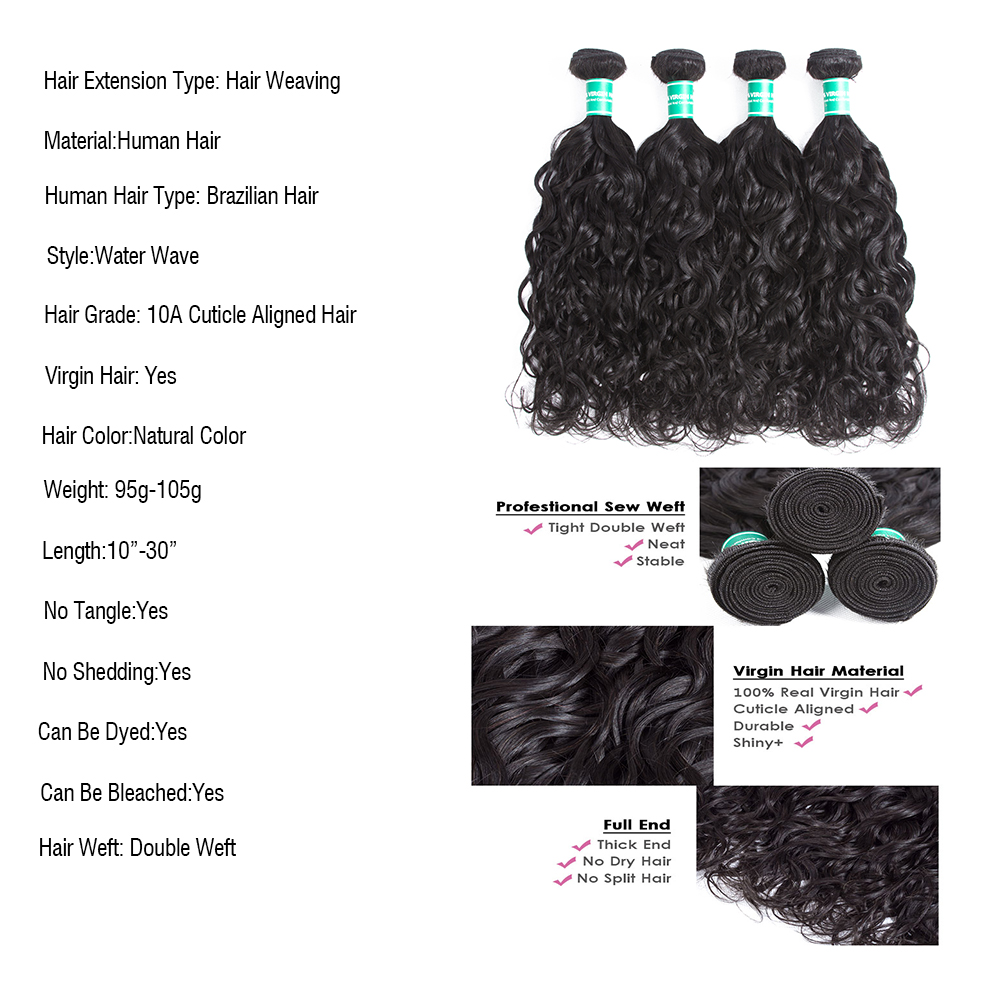 Hair Extension Type: Hair Weaving
Material:Human Hair
Human Hair Type: Brazilian Hair
Style:Water Wave
Hair Grade: 10A Cuticle Aligned Hair
Virgin Hair: Yes
Hair Color:Natural Color
Weight: 95g-105g
Length:10”-30”
No Tangle:Yes
No Shedding:Yes
Can Be Dyed:Yes
Can Be Bleached:Yes
Hair Weft: Double Weft
VIRGIN
A VIRGIN
A VIRGIN
A VIRGIN
Profestional Sew Weft
Tight Double Weft
Neat
Stable
Virgin Hair Material
100% Real Virgin Hair
Cuticle Aligned
Durable
Shiny+
Full End
Thick End
No Dry Hair
No Split Hair